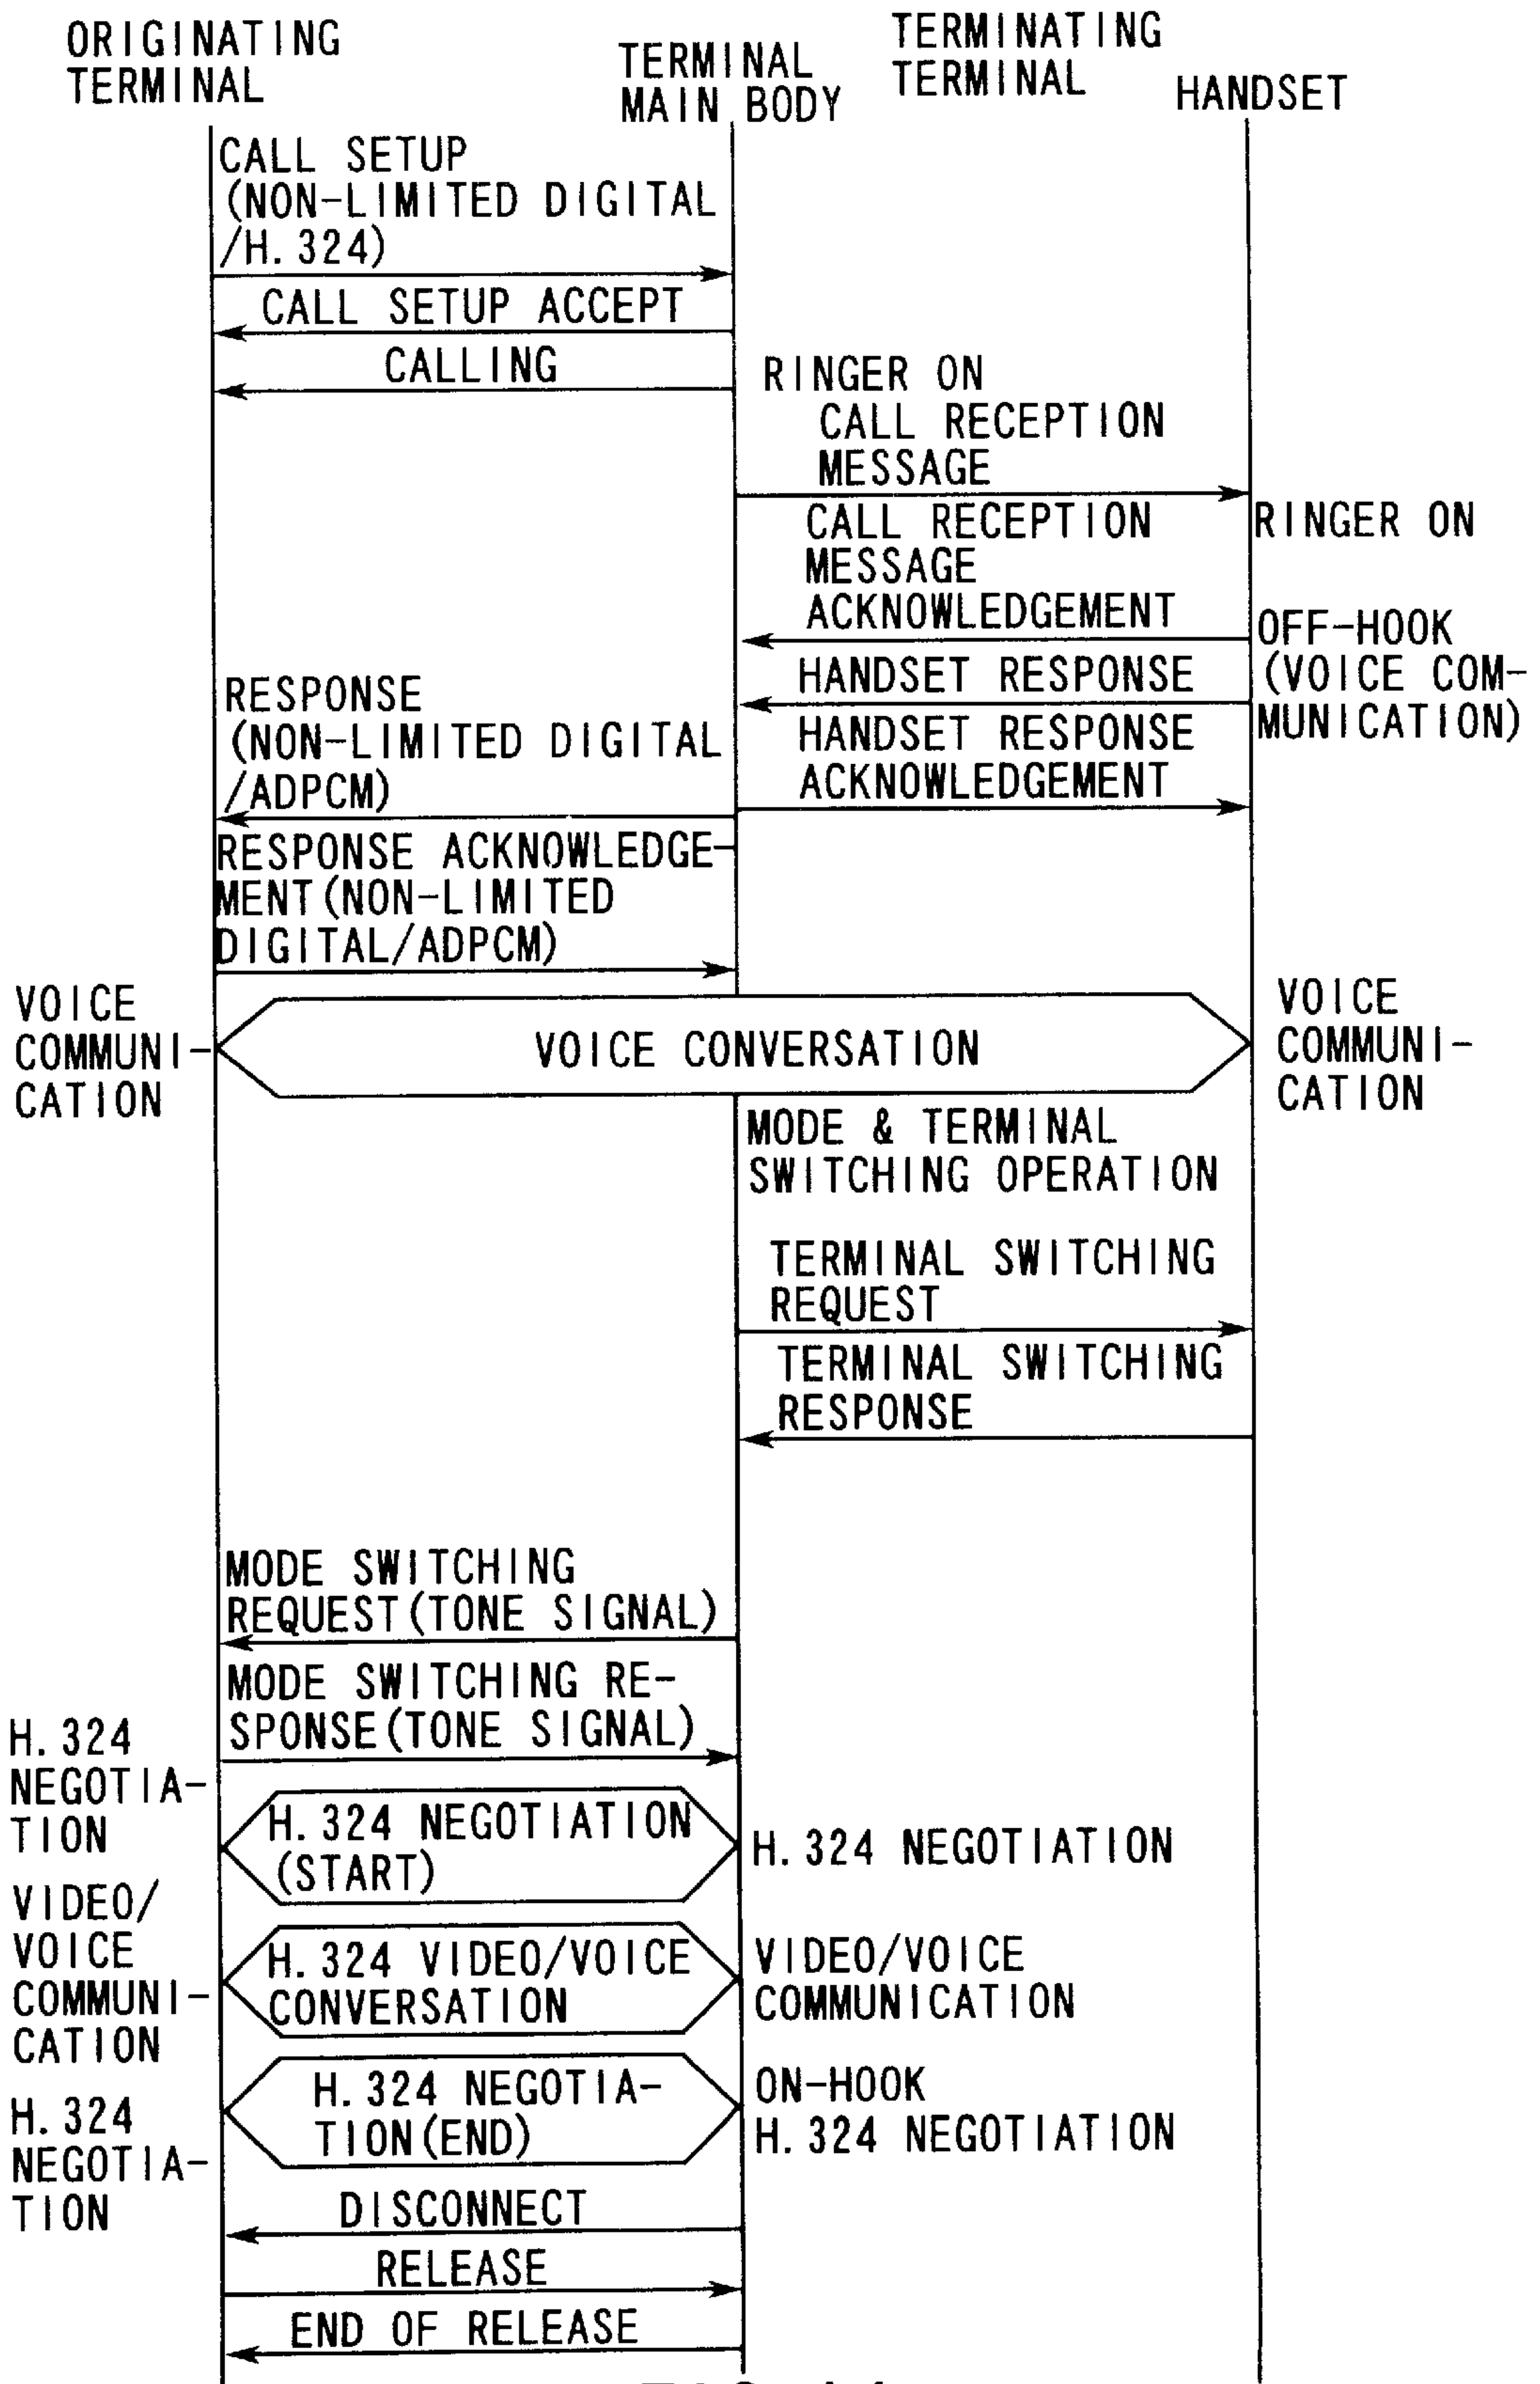 ORIGINATING
TERMINAL
TERMINAL
MAIN BODY
TERMINATING
TERMINAL
HANDSET
CALL SETUP
(NON-LIMITED DIGITAL
/H.324)
CALL SETUP ACCEPT
CALLING
RINGER ON
CALL RECEPTION
MESSAGE
CALL RECEPTION
MESSAGE
ACKNOWLEDGEMENT
RINGER ON
OFF-HOOK
(VOICE COM-
MUNICATION)
HANDSET RESPONSE
HANDSET RESPONSE
ACKNOWLEDGEMENT
RESPONSE
(NON-LIMITED DIGITAL
/ADPCM)
RESPONSE ACKNOWLEDGE-
MENT(NON-LIMITED
DIGITAL/ADPCM)
VOICE
COMMUNI-
CATION
VOICE CONVERSATION
VOICE
COMMUNI-
CATION
MODE & TERMINAL
SWITCHING OPERATION
TERMINAL SWITCHING
REQUEST
TERMINAL SWITCHING
RESPONSE
MODE SWITCHING
REQUEST(TONE SIGNAL)
MODE SWITCHING RE-
SPONSE(TONE SIGNAL)
H.324
NEGOTIA-
TION
H.324 NEGOTIATION
(START)
H.324 NEGOTIATION
VIDEO/
VOICE
COMMUNI-
CATION
H.324 VIDEO/VOICE
CONVERSATION
VIDEO/VOICE
COMMUNICATION
H.324
NEGOTIA-
TION
H.324 NEGOTIA-
TION(END)
ON-HOOK
H.324 NEGOTIATION
DISCONNECT
RELEASE
END OF RELEASE